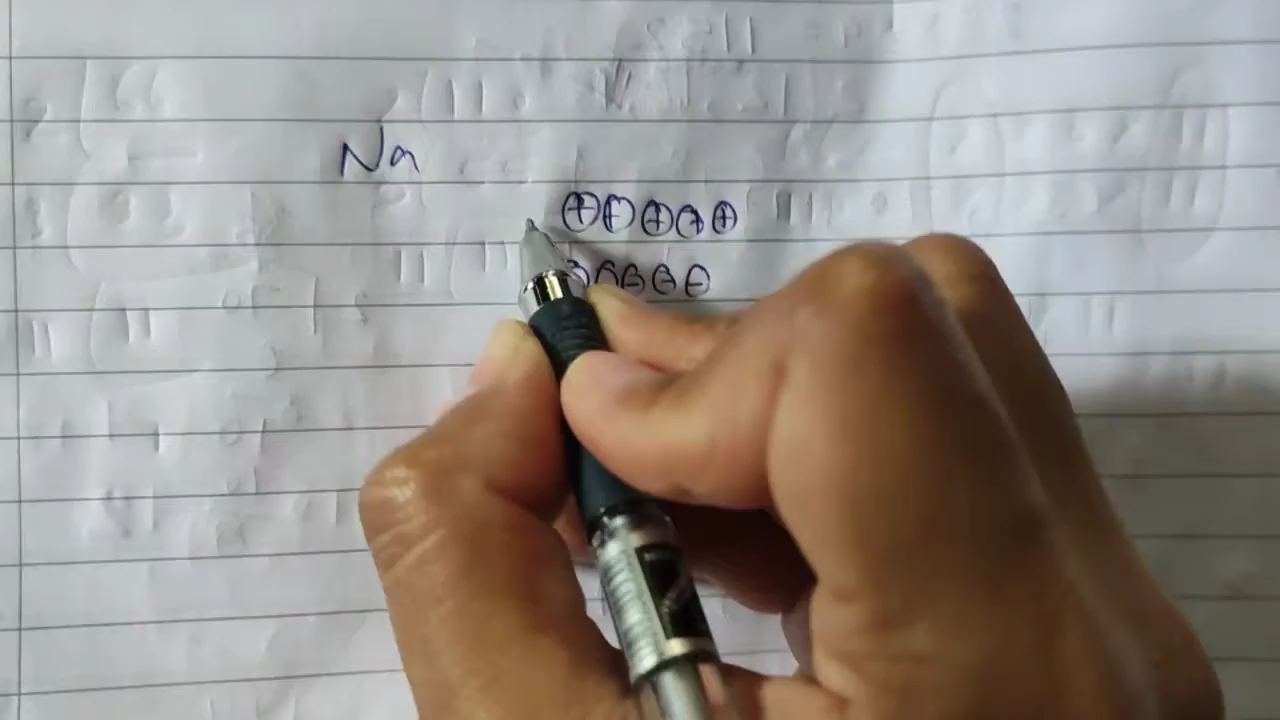 Na
⊕ ⊕ ⊕ ⊕ ⊕
⊖ ⊖ ⊖ ⊖ ⊖